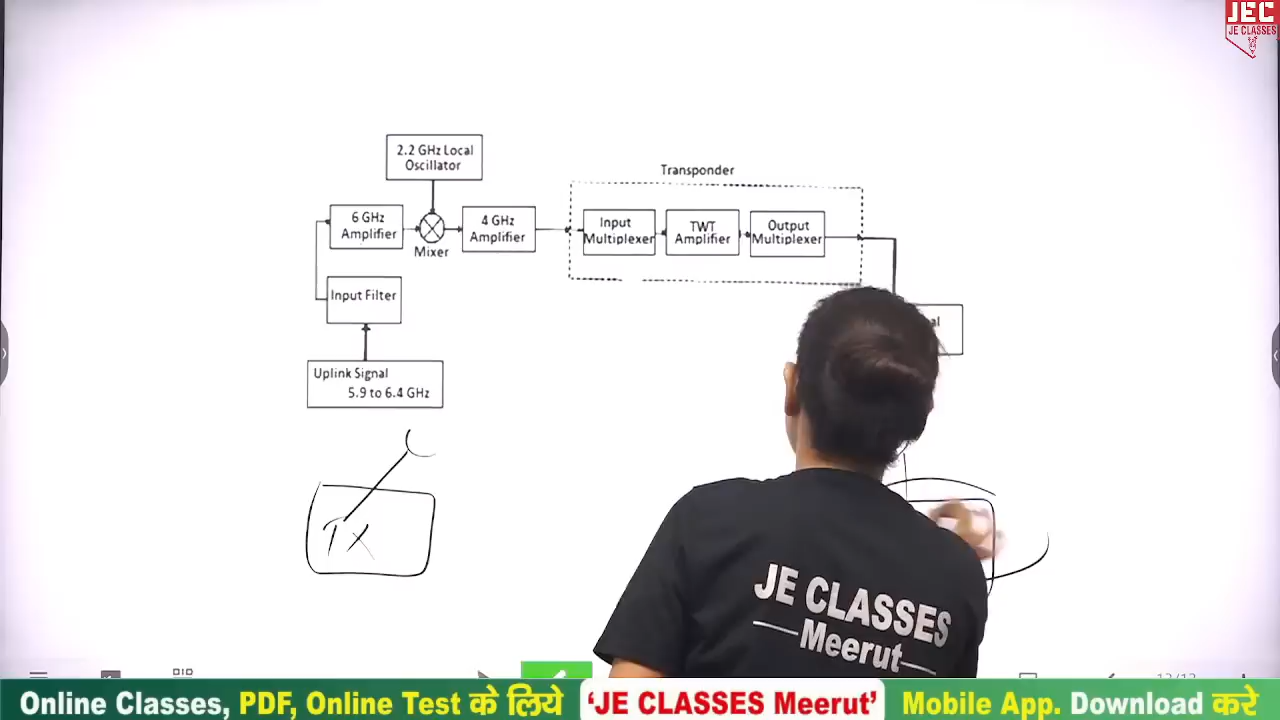 JEC
JE CLASSES
2.2 GHz Local
Oscillator
Transponder
6 GHz
Amplifier
Mixer
4 GHz
Amplifier
Input
Multiplexer
TWT
Amplifier
Output
Multiplexer
Input Filter
Uplink Signal
5.9 to 6.4 GHz
TX
JE CLASSES
Meerut
12/12
Online Classes, PDF, Online Test के लिये 'JE CLASSES Meerut' Mobile App. Download करे